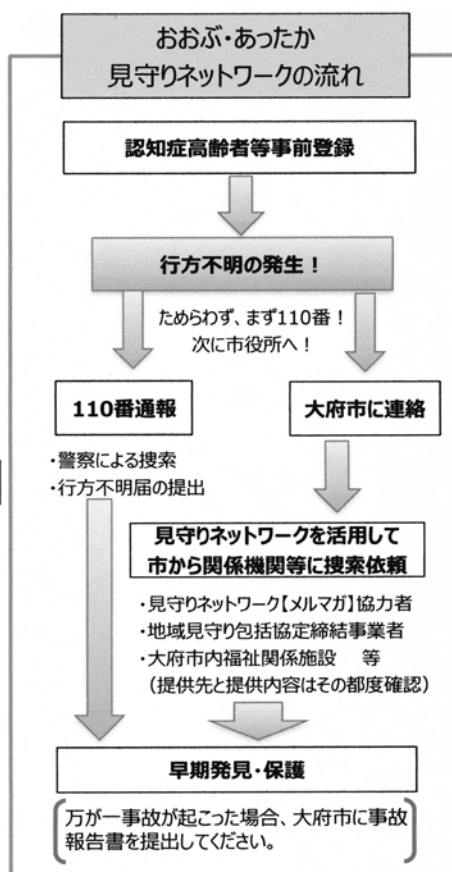 おおぶ・あったか
見守りネットワークの流れ
認知症高齢者等事前登録
行方不明の発生！
ためらわず、まず110番！
次に市役所へ！
110番通報
大府市に連絡
・警察による捜索
・行方不明届の提出
見守りネットワークを活用して
市から関係機関等に捜索依頼
・見守りネットワーク【メルマガ】協力者
・地域見守り包括協定締結事業者
・大府市内福祉関係施設　等
（提供先と提供内容はその都度確認）
早期発見・保護
万が一事故が起こった場合、大府市に事故
報告書を提出してください。